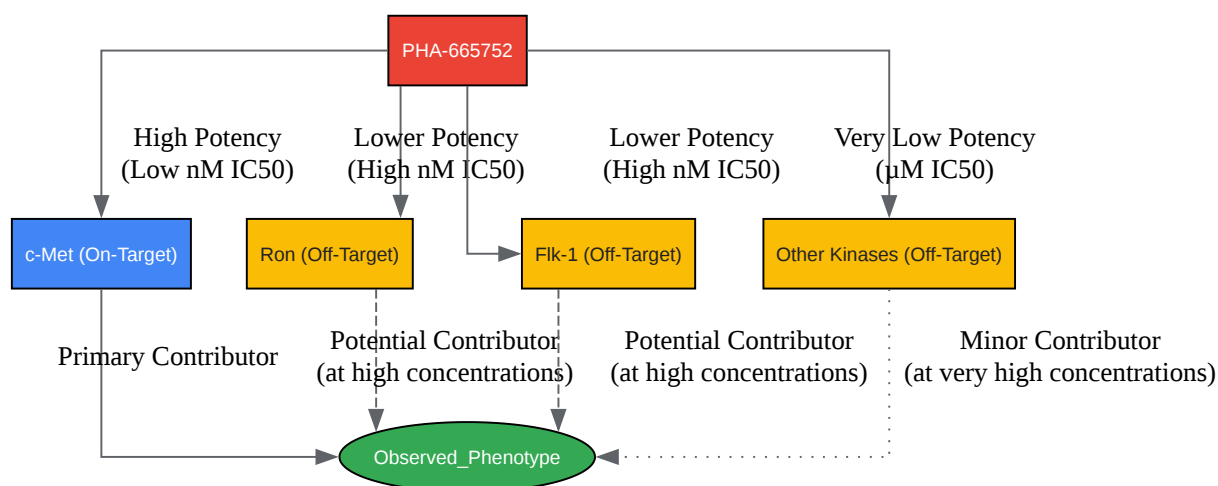 PHA-665752
High Potency
(Low nM IC50)
Lower Potency
(High nM IC50)
Lower Potency
(High nM IC50)
Very Low Potency
(µM IC50)
c-Met (On-Target)
Ron (Off-Target)
Flk-1 (Off-Target)
Other Kinases (Off-Target)
Primary Contributor
Potential Contributor
(at high concentrations)
Potential Contributor
(at high concentrations)
Minor Contributor
(at very high concentrations)
Observed_Phenotype